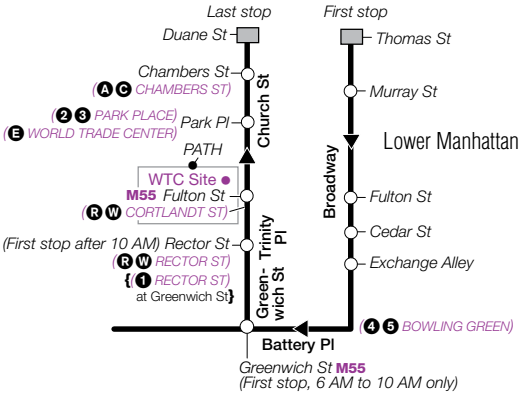 Last stop
Duane St
First stop
Thomas St
Chambers St
(A C CHAMBERS ST)
Murray St
(2 3 PARK PLACE)
Park Pl
(E WORLD TRADE CENTER)
Church St
Lower Manhattan
PATH
WTC Site
M55 Fulton St
(R W CORTLANDT ST)
Broadway
Fulton St
Cedar St
(First stop after 10 AM) Rector St
(R W RECTOR ST)
{(1 RECTOR ST)
at Greenwich St}
Trinity
Pl
Green-
wich St
Exchange Alley
(4 5 BOWLING GREEN)
Battery Pl
Greenwich St M55
(First stop, 6 AM to 10 AM only)